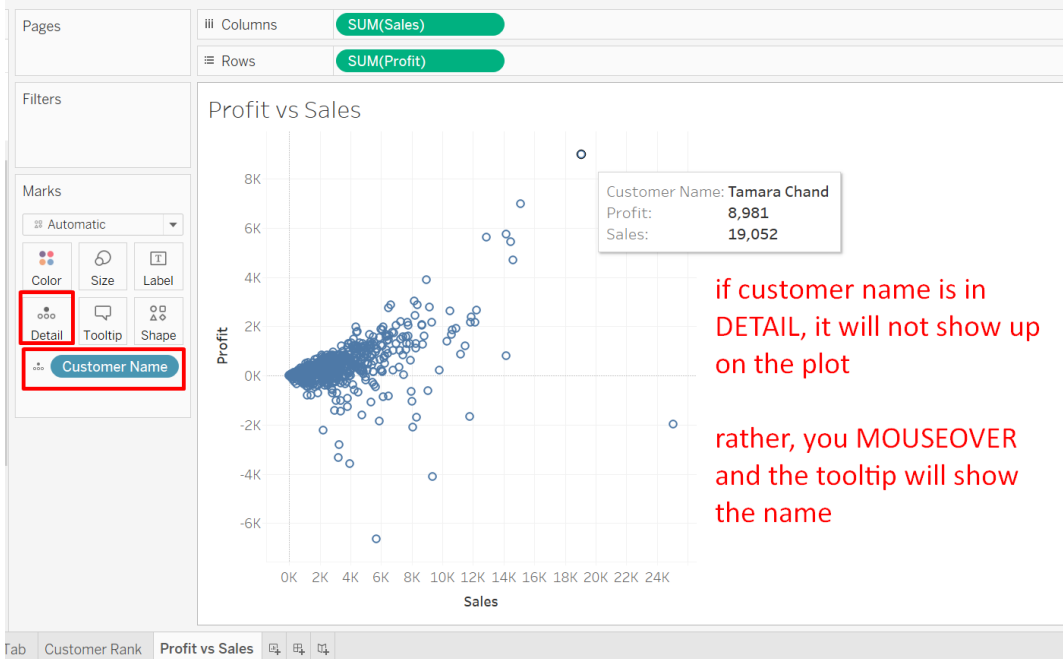 Pages
iii Columns
SUM(Sales)
Rows
SUM(Profit)
Filters
Profit vs Sales
Marks
Automatic
Color
Size
T
Label
Detail
Tooltip
Shape
Customer Name
Profit
8K
6K
4K
2K
0K
-2K
-4K
-6K
0K 2K 4K 6K 8K 10K 12K 14K 16K 18K 20K 22K 24K
Sales
Customer Name: Tamara Chand
Profit: 8,981
Sales: 19,052
if customer name is in
DETAIL, it will not show up
on the plot
rather, you MOUSEOVER
and the tooltip will show
the name
Tab Customer Rank Profit vs Sales